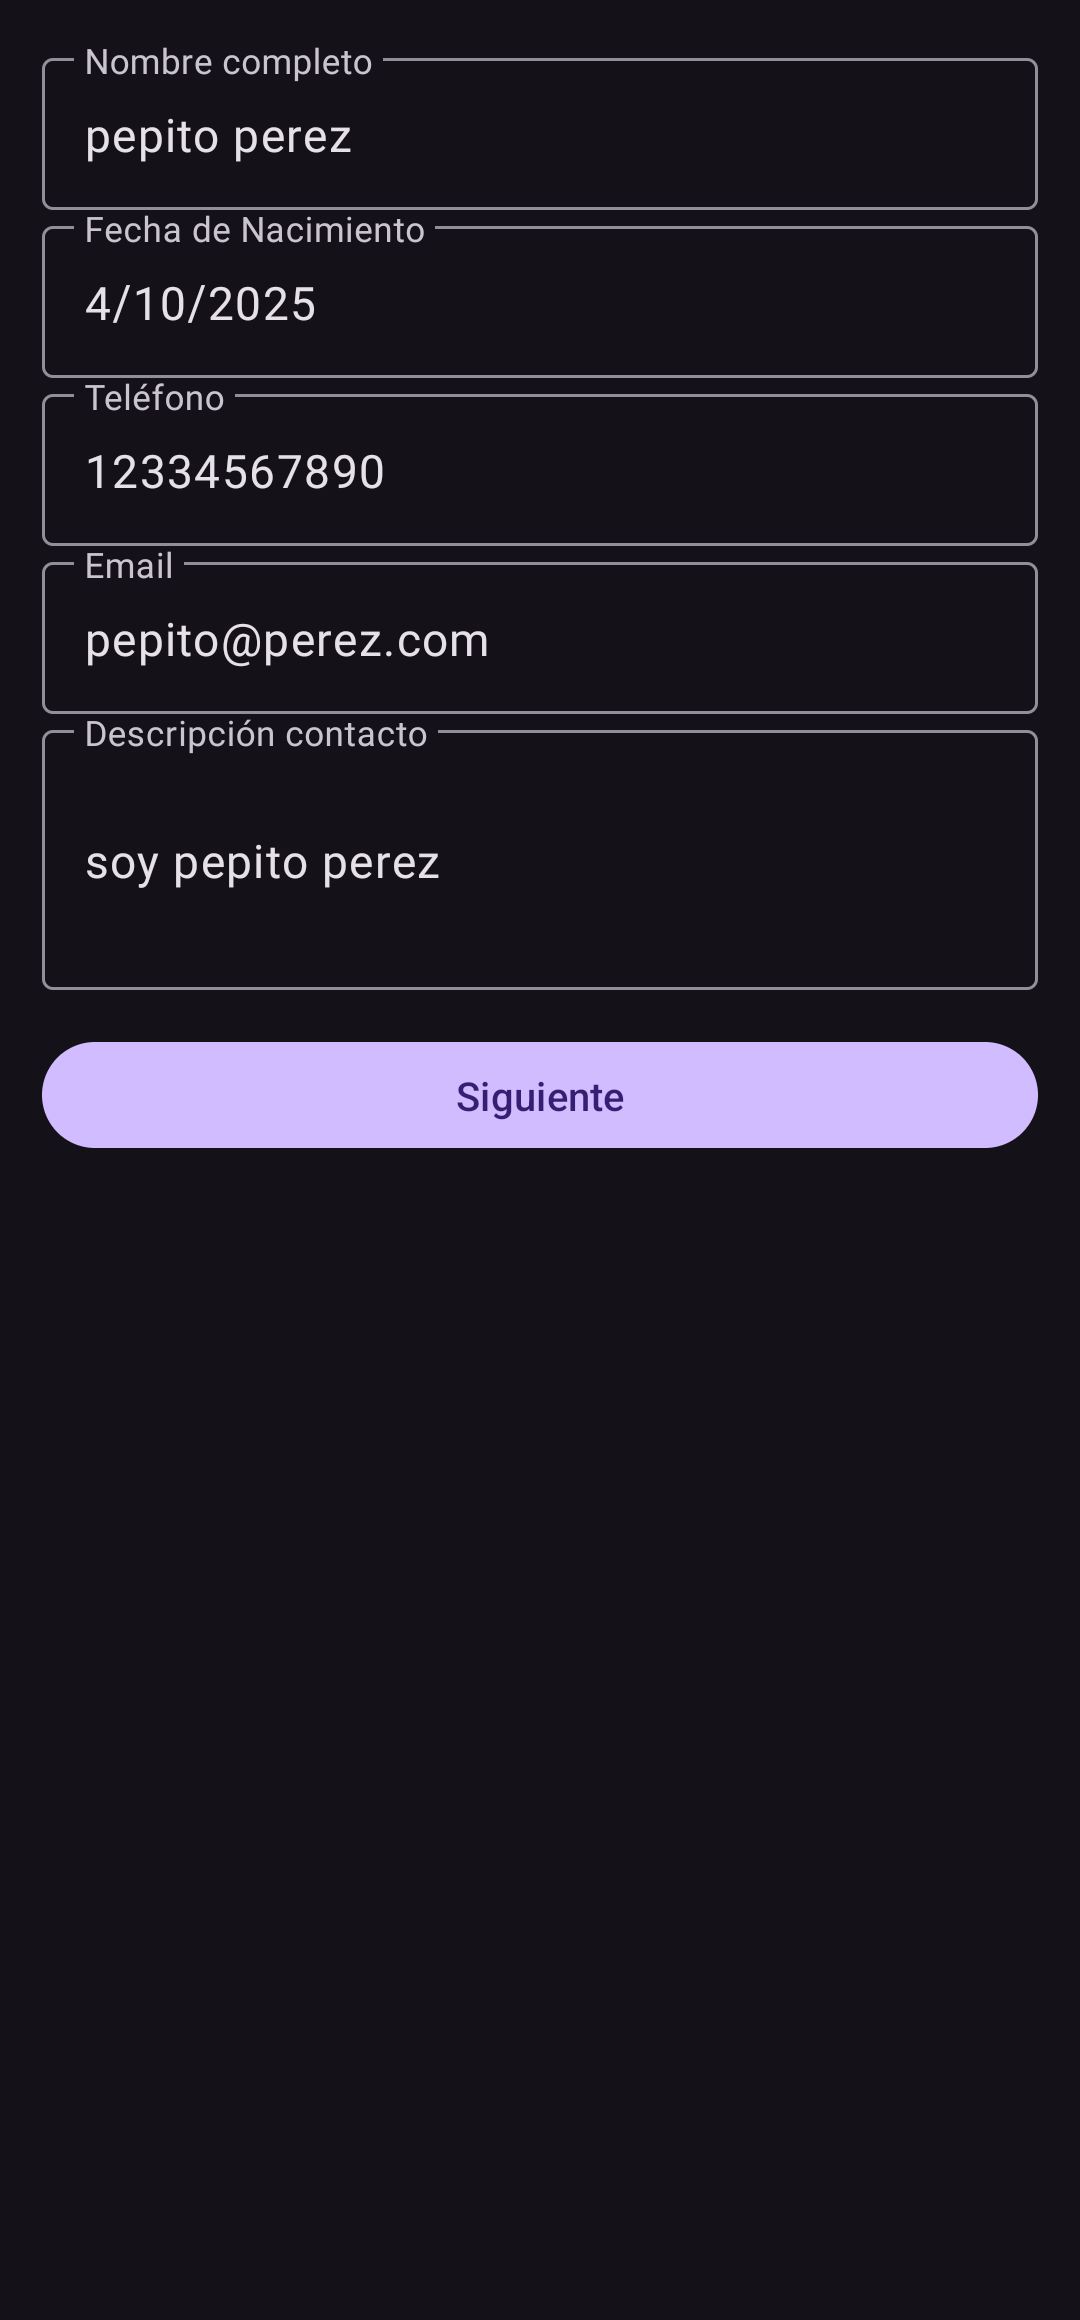 Nombre completo
pepito perez
Fecha de Nacimiento
4/10/2025
Teléfono
12334567890
Email
pepito@perez.com
Descripción contacto
soy pepito perez
Siguiente